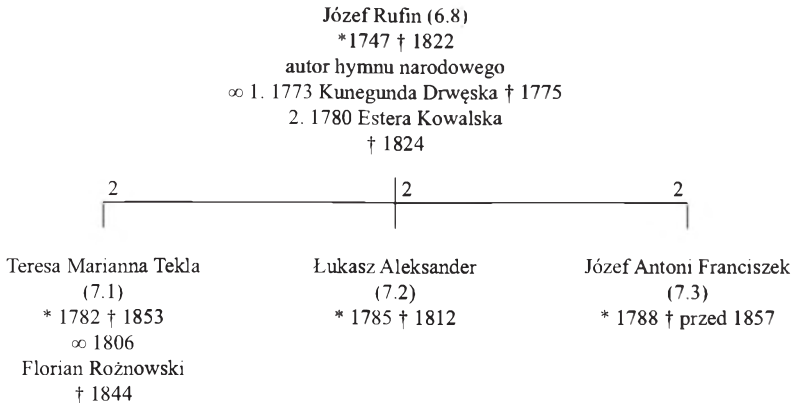 Józef Rufin (6.8)
*1747 † 1822
autor hymnu narodowego
∞ 1. 1773 Kunegunda Drwęska † 1775
2. 1780 Estera Kowalska
† 1824
2 2 2
Teresa Marianna Tekla
(7.1)
* 1782 † 1853
∞ 1806
Florian Rożnowski
† 1844
Łukasz Aleksander
(7.2)
* 1785 † 1812
Józef Antoni Franciszek
(7.3)
* 1788 † przed 1857